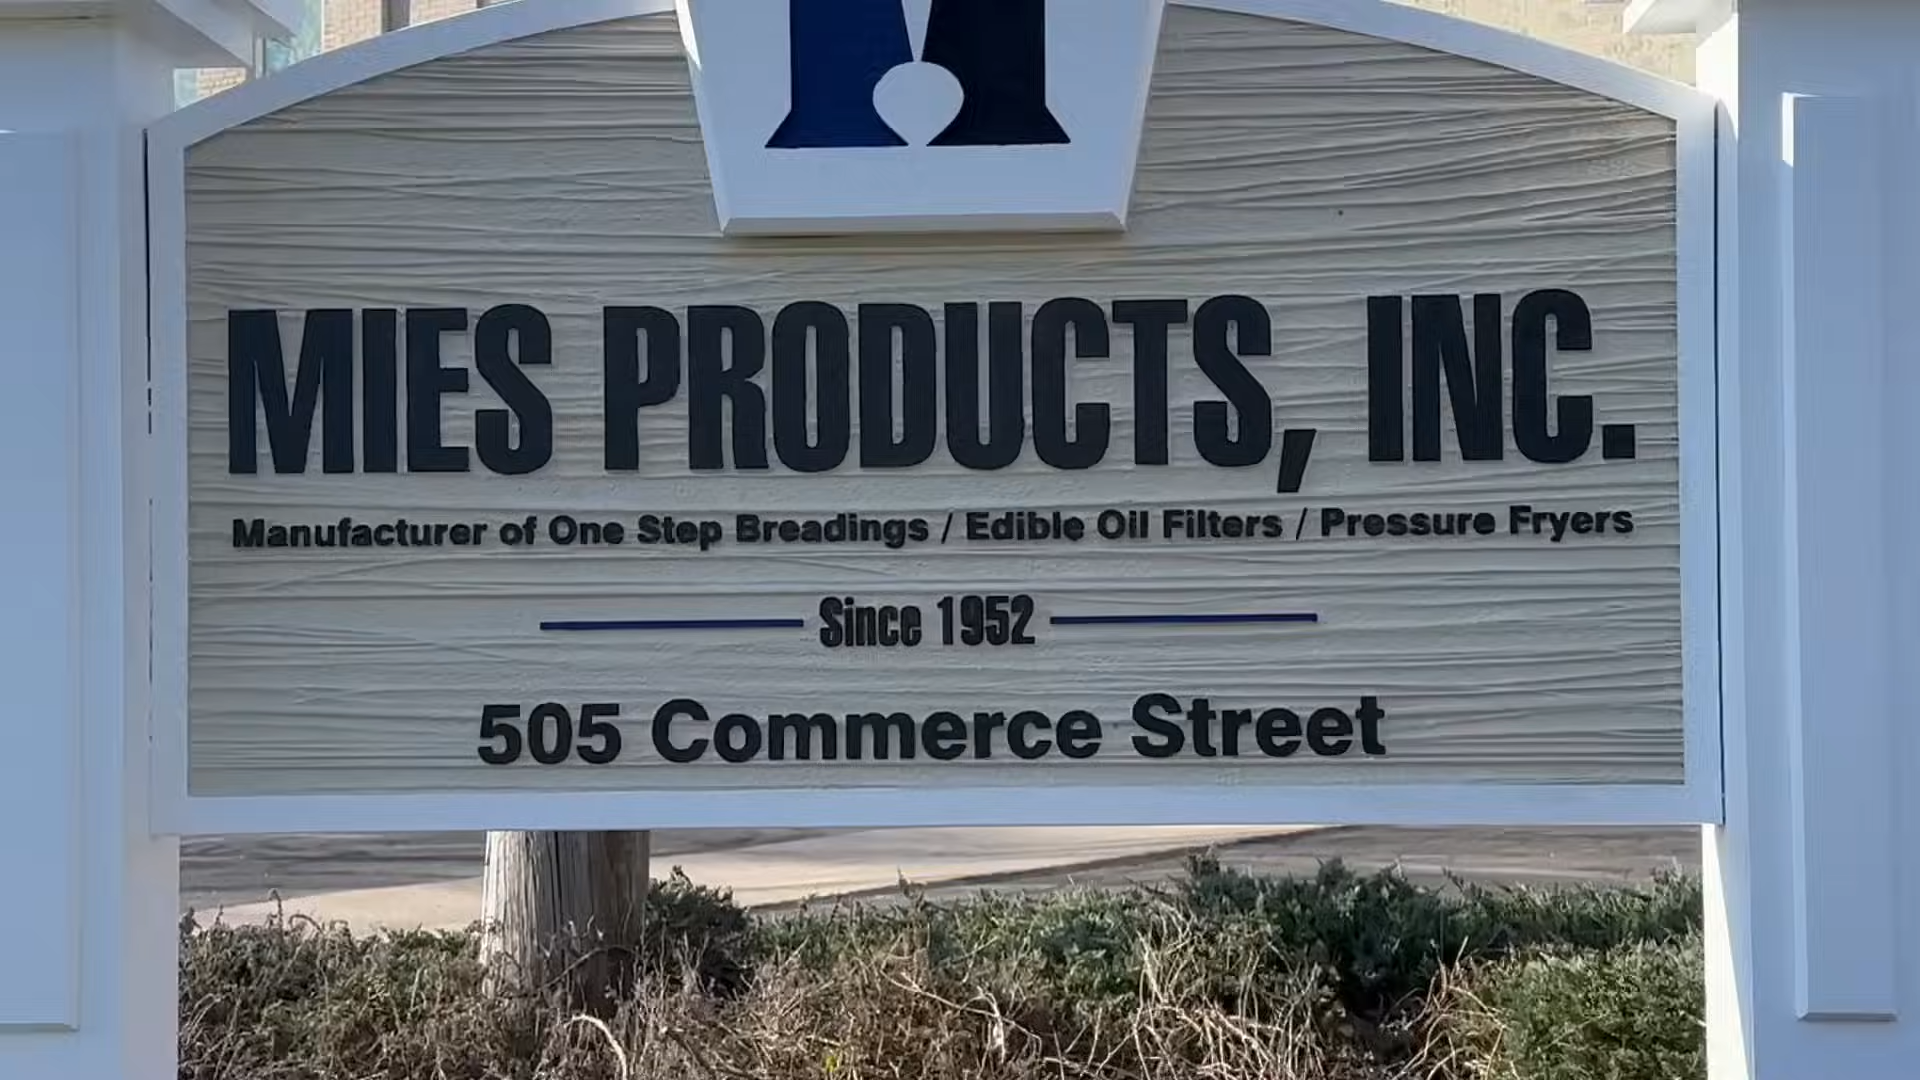 MIES PRODUCTS, INC.
Manufacturer of One Step Breadings / Edible Oil Filters / Pressure Fryers
Since 1952
505 Commerce Street